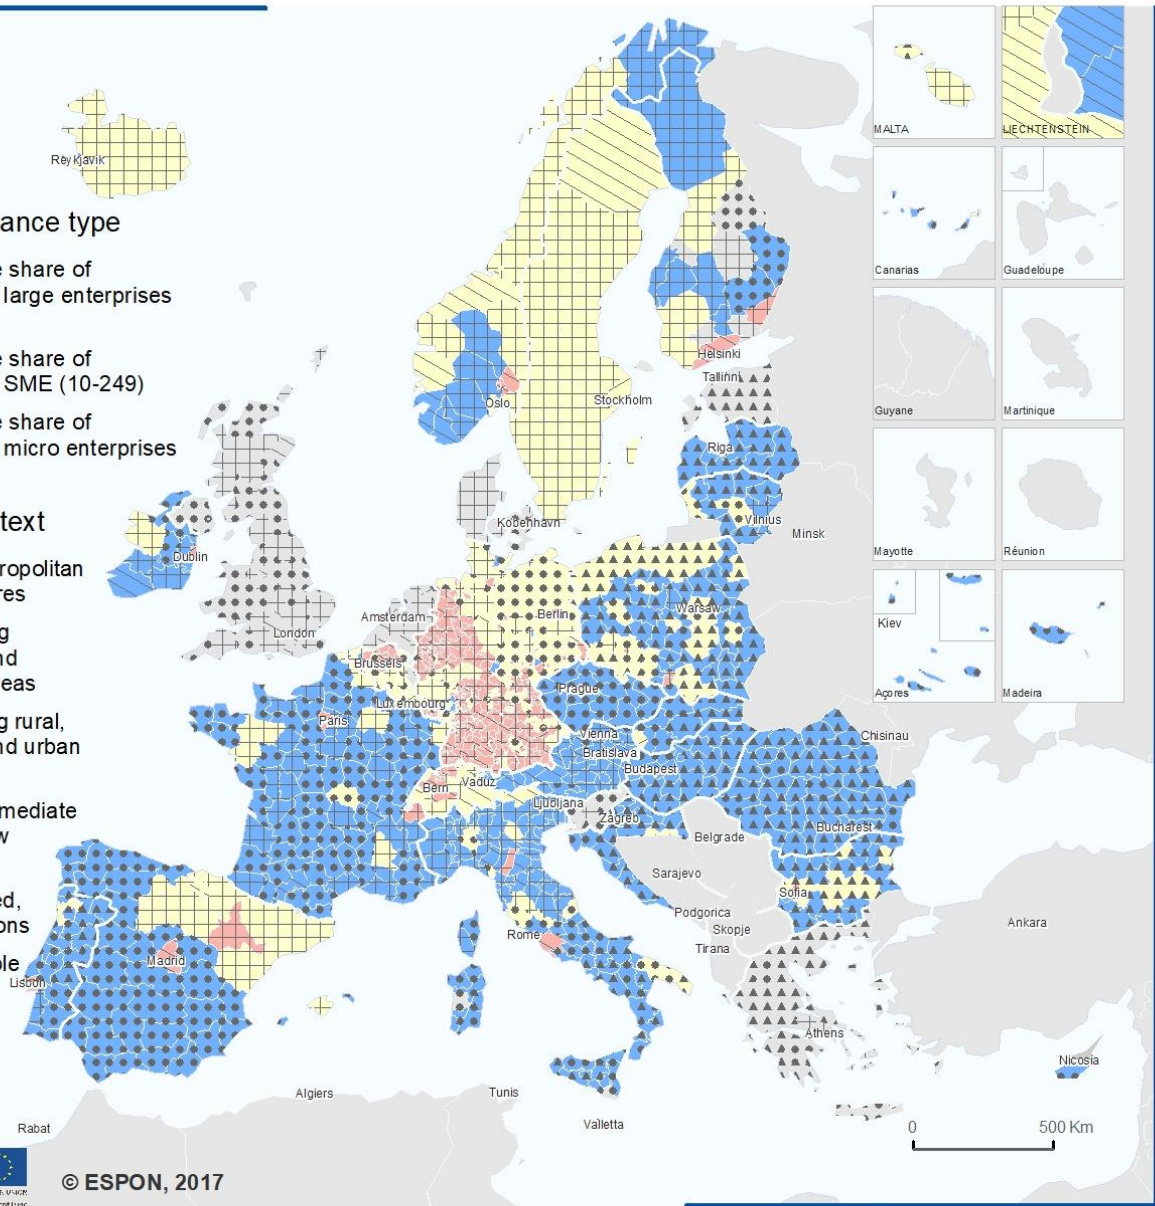 MALTA
LIECHTENSTEIN
Reykjavik
ance type
e share of
large enterprises
Canarias
Guadeloupe
e share of
SME (10-249)
e share of
micro enterprises
Helsinki
Tallinn
Oslo
Stockholm
Guyane
Martinique
Riga
text
ropolitan
res
g
nd
eas
København
Vilnius
Minsk
Dublin
Mayotte
Réunion
Amsterdam
Berlin
Warsaw
London
Kiev
Brussels
g rural,
nd urban
Luxembourg
Prague
Açores
Madeira
Paris
Vienna
Bratislava
Budapest
Chisinau
mediate
w
Bern
Vaduz
Ljubljana
Zagreb
Belgrade
Bucharest
ed,
ons
Sarajevo
Sofia
Podgorica
Skopje
Tirana
Ankara
Rome
Madrid
ole
Lisbon
Athens
Nicosia
Algiers
Tunis
Valletta
Rabat
0 500 Km
© ESPON, 2017